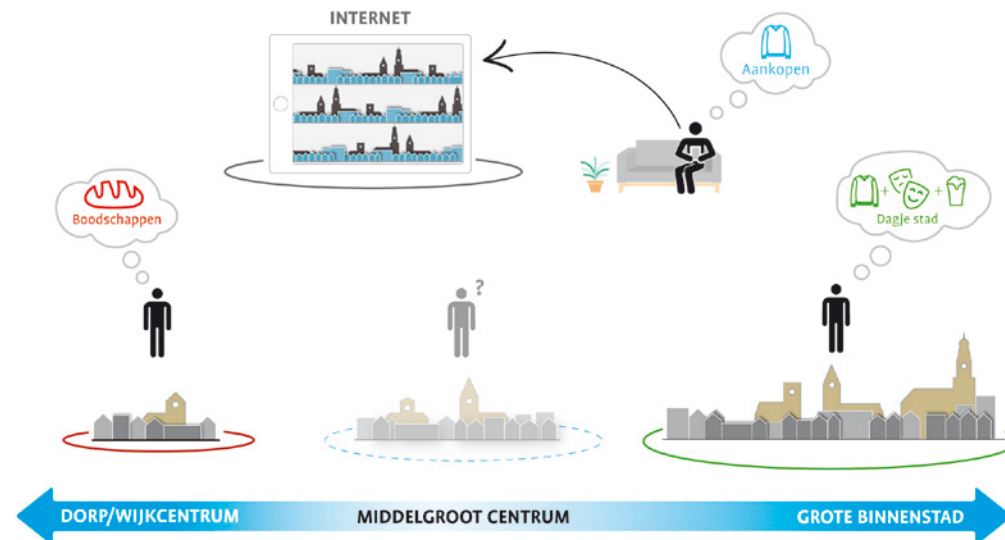 INTERNET
Aankopen
Boodschappen
+ +
Dagje stad
?
DORP/WIJKCENTRUM
MIDDELGROOT CENTRUM
GROTE BINNENSTAD